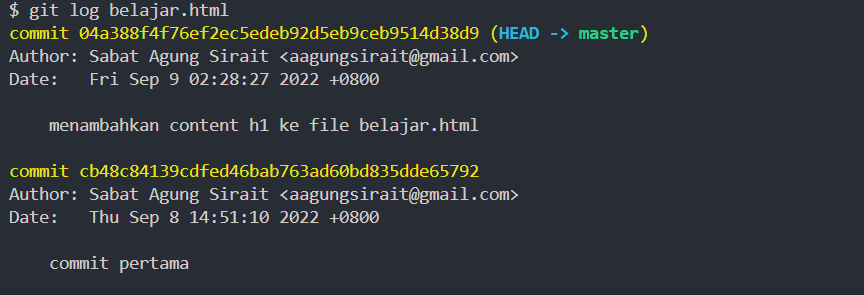 $ git log belajar.html
commit 04a388f4f76ef2ec5edeb92d5eb9ceb9514d38d9 (HEAD -> master)
Author: Sabat Agung Sirait <aagungsirait@gmail.com>
Date:   Fri Sep 9 02:28:27 2022 +0800
menambahkan content h1 ke file belajar.html
commit cb48c84139cdfed46bab763ad60bd835dde65792
Author: Sabat Agung Sirait <aagungsirait@gmail.com>
Date:   Thu Sep 8 14:51:10 2022 +0800
commit pertama